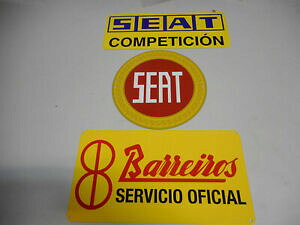 SEAT
COMPETICIÓN
SEAT
Barreiros
SERVICIO OFICIAL